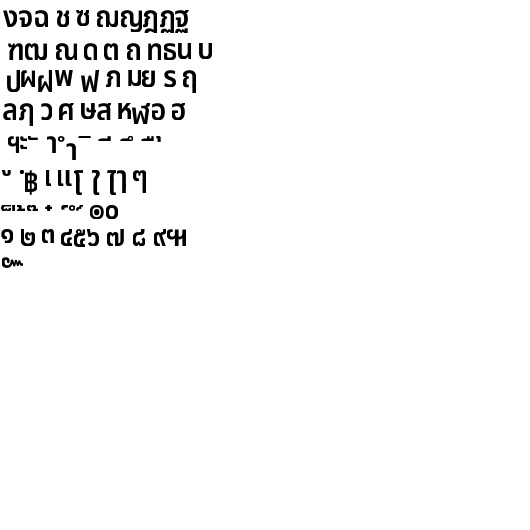 งจฉ ช ซ ฌญฎฏฐ
ฑฒ ณ ด ต ถ ทธน บ
ปผฝพ ฟ ภ มย ร ฤ
ลฦ ว ศ ษส หฬอ ฮ
ฯะั าำ ิ ี ึ ื
ุ ู฿ เ แโ ใ ไๅ ๆ
็่้๊ ๋ ์ํ๎ ๏๐
๑ ๒ ๓ ๔๕๖ ๗ ๘ ๙๚
๛